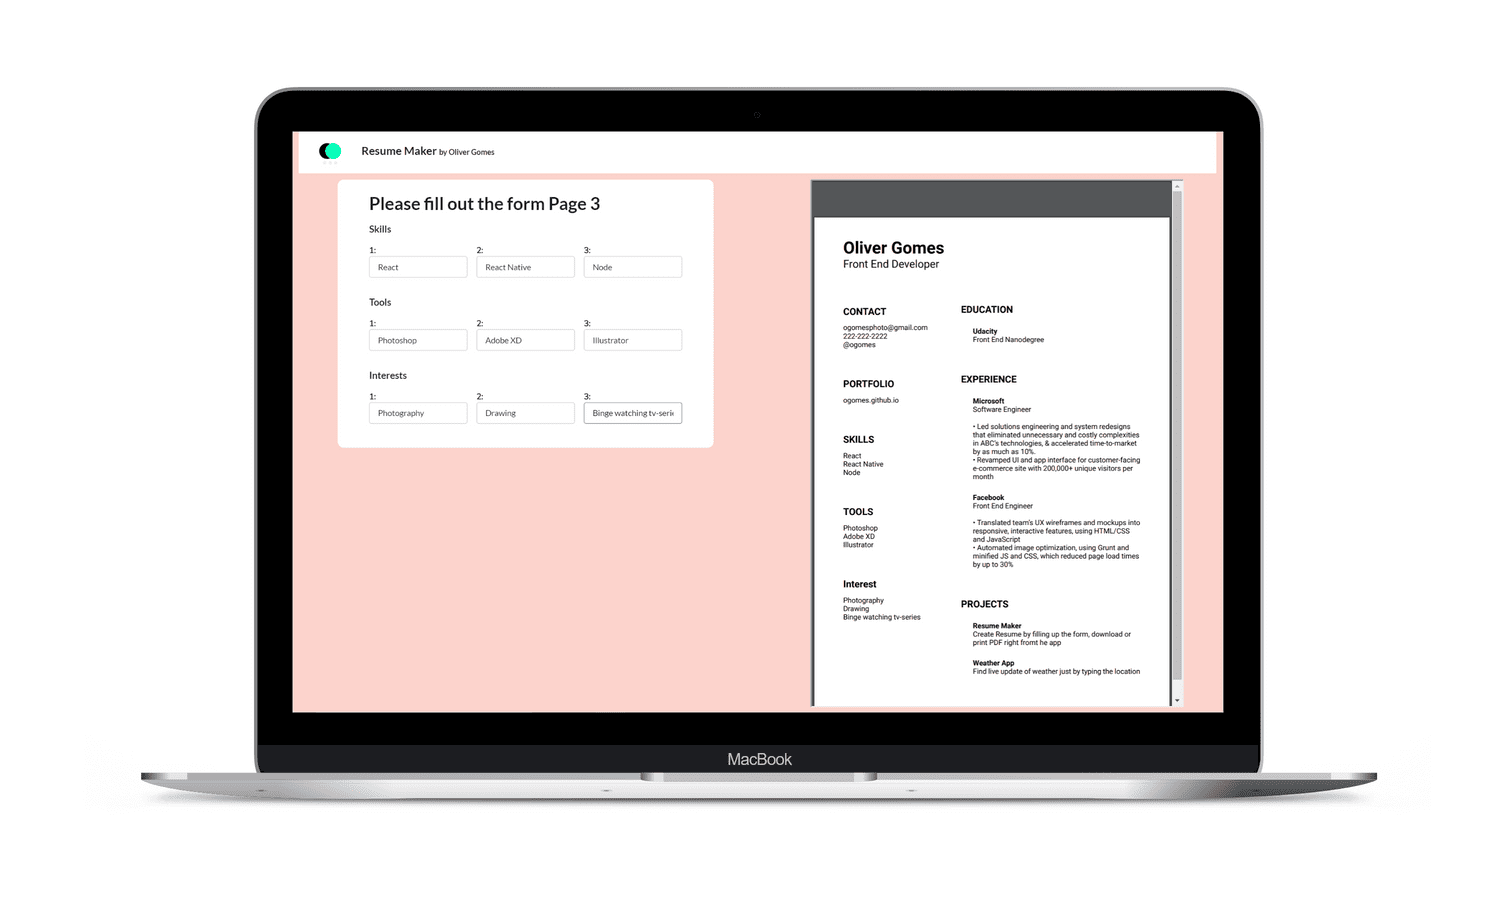 Resume Maker by Oliver Gomes
Please fill out the form Page 3
Skills
1:
2:
3:
React
React Native
Node
Tools
1:
2:
3:
Photoshop
Adobe XD
Illustrator
Interests
1:
2:
3:
Photography
Drawing
Binge watching tv-serie
Oliver Gomes
Front End Developer
CONTACT
ogomesphoto@gmail.com
222-222-2222
@ogomes
PORTFOLIO
ogomes.github.io
SKILLS
React
React Native
Node
TOOLS
Photoshop
Adobe XD
Illustrator
Interest
Photography
Drawing
Binge watching tv-series
EDUCATION
Udacity
Front End Nanodegree
EXPERIENCE
Microsoft
Software Engineer
• Led solutions engineering and system redesigns
that eliminated unnecessary and costly complexities
in ABC's technologies, & accelerated time-to-market
by as much as 10%.
• Revamped UI and app interface for customer-facing
e-commerce site with 200,000+ unique visitors per
month
Facebook
Front End Engineer
• Translated team's UX wireframes and mockups into
responsive, interactive features, using HTML/CSS
and JavaScript
• Automated image optimization, using Grunt and
minified JS and CSS, which reduced page load times
by up to 30%
PROJECTS
Resume Maker
Create Resume by filling up the form, download or
print PDF right fromt he app
Weather App
Find live update of weather just by typing the location
MacBook